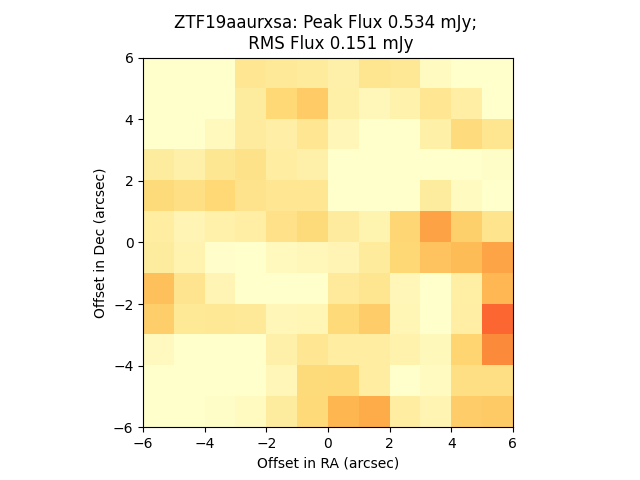 ZTF19aaurxsa: Peak Flux 0.534 mJy;
RMS Flux 0.151 mJy
6
4
2
0
−2
−4
−6
Offset in Dec (arcsec)
−6 −4 −2 0 2 4 6
Offset in RA (arcsec)